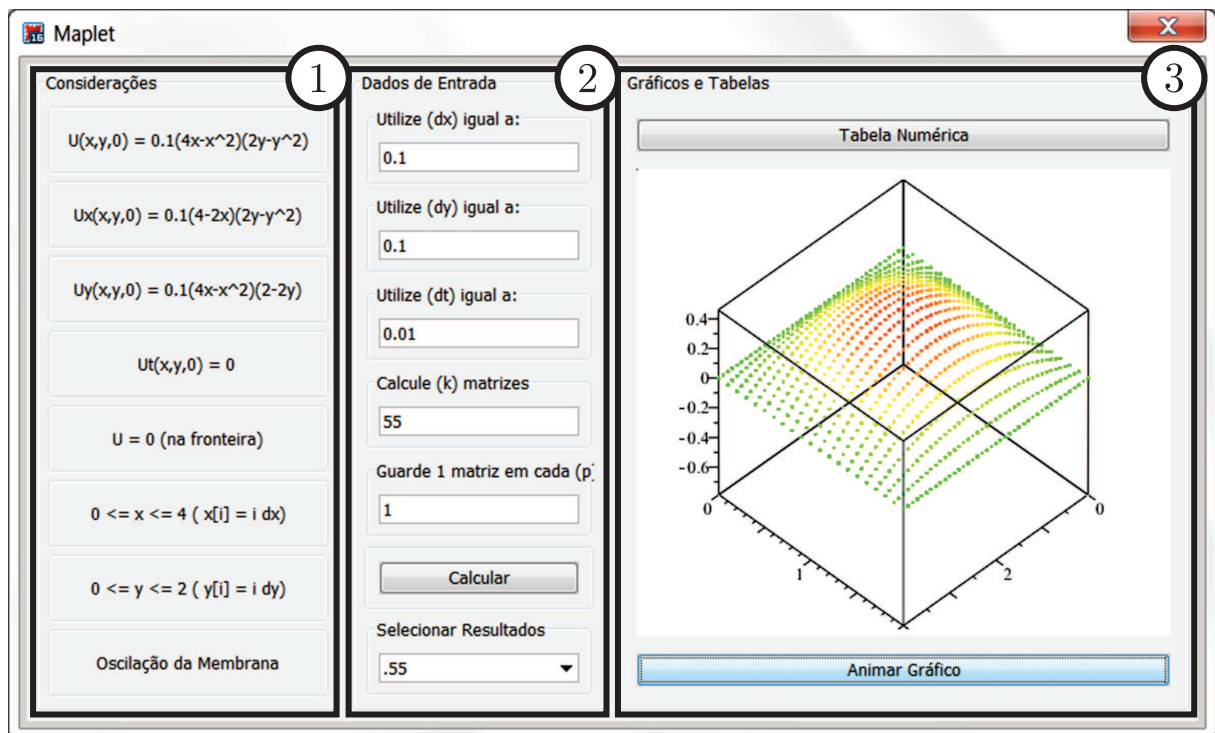 Maplet
Considerações
1
U(x,y,0) = 0.1(4x-x^2)(2y-y^2)
Ux(x,y,0) = 0.1(4-2x)(2y-y^2)
Uy(x,y,0) = 0.1(4x-x^2)(2-2y)
Ut(x,y,0) = 0
U = 0 (na fronteira)
0 <= x <= 4 ( x[i] = i dx)
0 <= y <= 2 ( y[i] = i dy)
Oscilação da Membrana
Dados de Entrada
2
Utilize (dx) igual a:
0.1
Utilize (dy) igual a:
0.1
Utilize (dt) igual a:
0.01
Calcule (k) matrizes
55
Guarde 1 matriz em cada (p)
1
Calcular
Selecionar Resultados
.55
Gráficos e Tabelas
3
Tabela Numérica
0.4
0.2
0
-0.2
-0.4
-0.6
0
1
2
0
Animar Gráfico